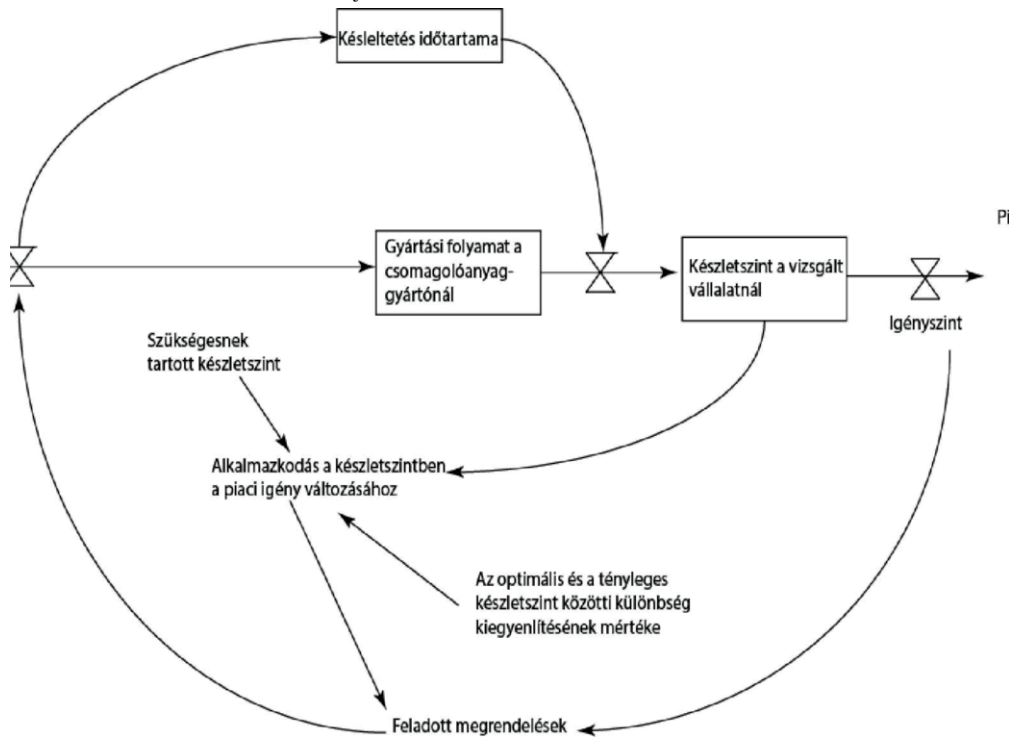 Késleltetés időtartama
Gyártási folyamat a
csomagolóanyag-
gyártónál
Készletszint a vizsgált
vállalatnál
Pi
Igényszint
Szükségesnek
tartott készletszint
Alkalmazkodás a készletszintben
a piaci igény változásához
Az optimális és a tényleges
készletszint közötti különbség
kiegyenlítésének mértéke
Feladott megrendelések